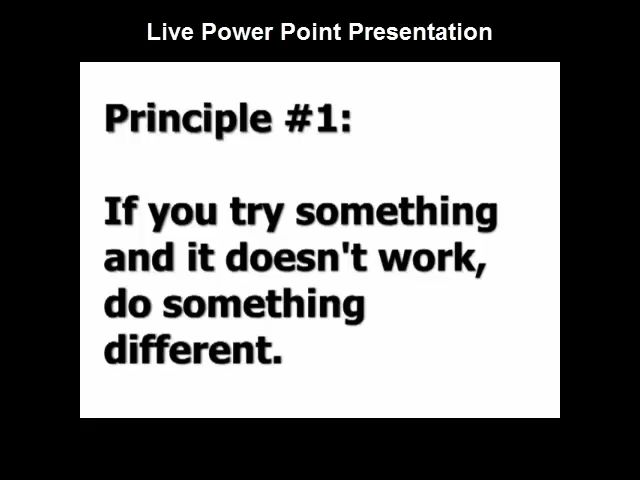 Live Power Point Presentation
Principle #1:
If you try something
and it doesn't work,
do something
different.